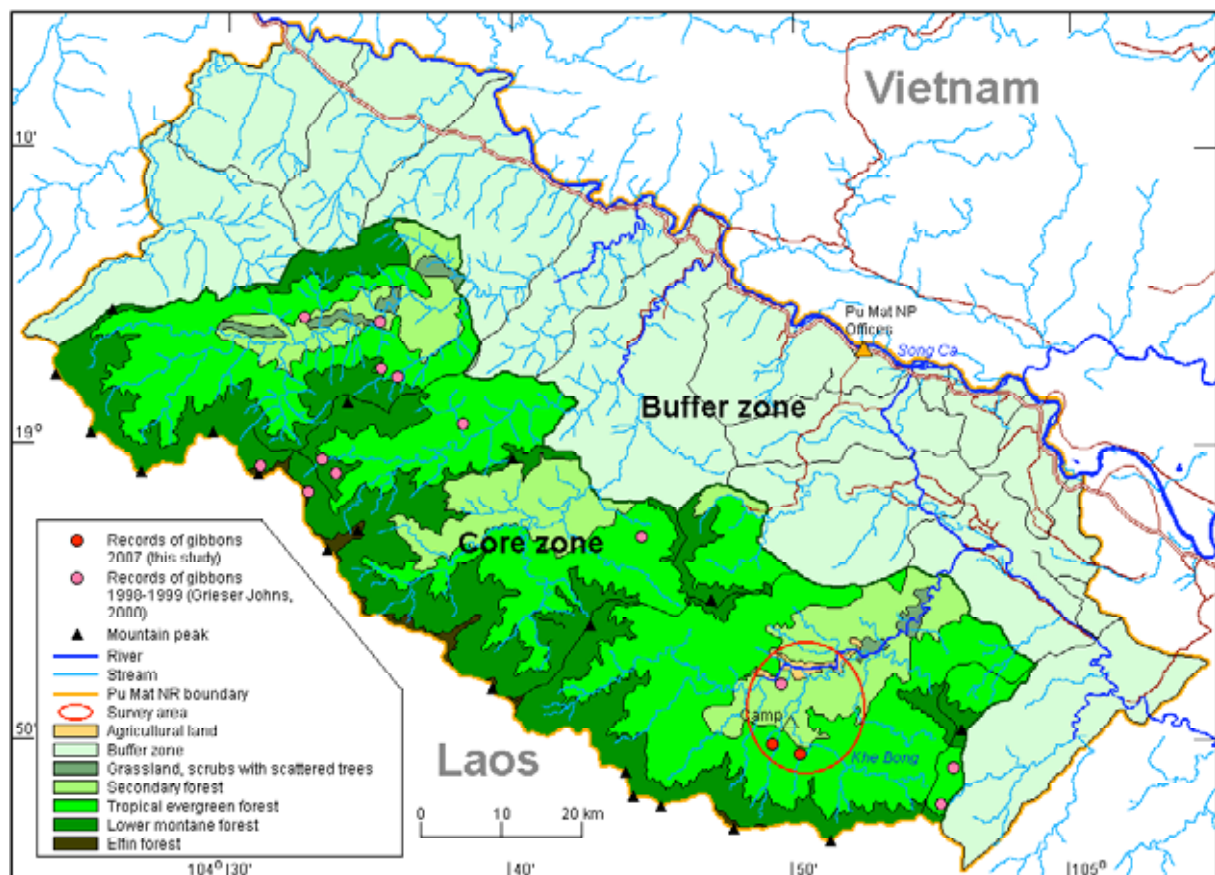 Vietnam
10'
Pu Mat NP
Offices
Song Ca
Buffer zone
19°
Core zone
Records of gibbons
2007 (this study)
Records of gibbons
1998-1999 (Grieser Johns,
2000)
Mountain peak
River
Stream
Pu Mat NR boundary
Survey area
Agricultural land
Buffer zone
Grassland, scrubs with scattered trees
Secondary forest
Tropical evergreen forest
Lower montane forest
Elfin forest
Camp
50'
Laos
Khe Bong
0 10 20 km
104° 30' 40' 50' 105°